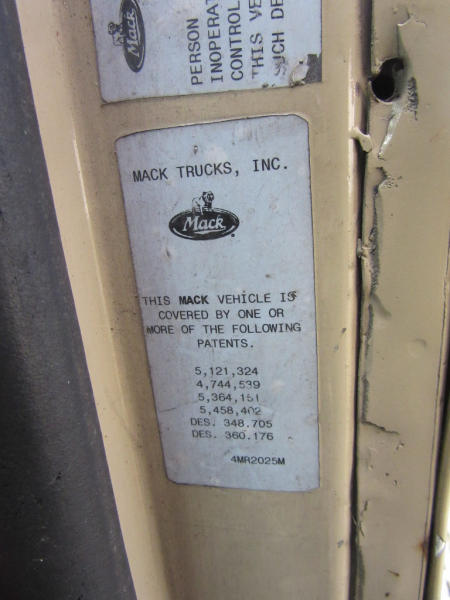 Mack
PERSON
INOPERAT
CONTROL
THIS VE
SUCH DE
MACK TRUCKS, INC.
Mack
THIS MACK VEHICLE IS
COVERED BY ONE OR
MORE OF THE FOLLOWING
PATENTS.
5,121,324
4,744,539
5,364,151
5,458,402
DES. 348.705
DES. 360.176
4MR2025M